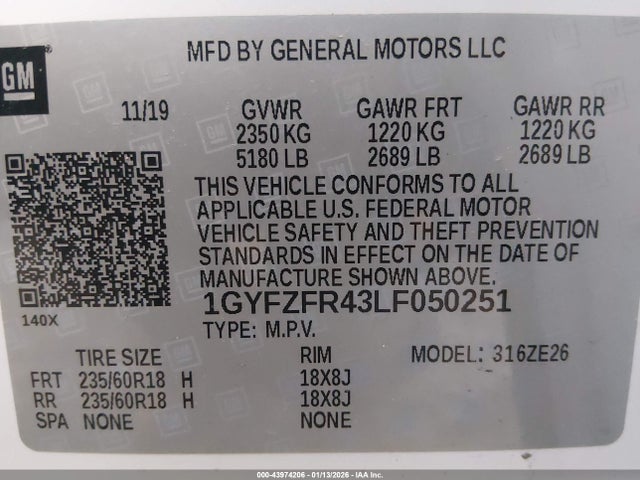 GM
MFD BY GENERAL MOTORS LLC
11/19 GVWR GAWR FRT GAWR RR
2350 KG 1220 KG 1220 KG
5180 LB 2689 LB 2689 LB
THIS VEHICLE CONFORMS TO ALL
APPLICABLE U.S. FEDERAL MOTOR
VEHICLE SAFETY AND THEFT PREVENTION
STANDARDS IN EFFECT ON THE DATE OF
MANUFACTURE SHOWN ABOVE.
140X
1GYFZFR43LF050251
TYPE: M.P.V.
TIRE SIZE RIM MODEL: 316ZE26
FRT 235/60R18 H 18X8J
RR 235/60R18 H 18X8J
SPA NONE NONE
000-43974206 - 01/13/2026 - IAA Inc.